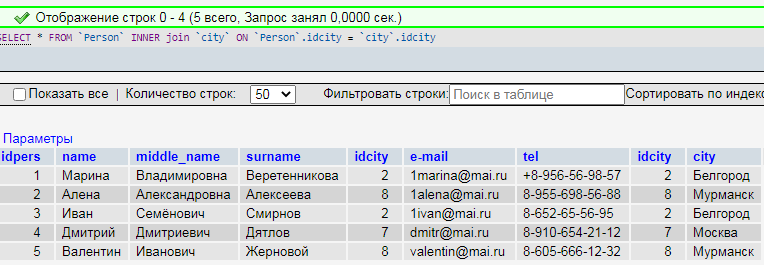 Отображение строк 0 - 4 (5 всего, Запрос занял 0,0000 сек.)
SELECT * FROM `Person` INNER join `city` ON `Person`.idcity = `city`.idcity
Показать все | Количество строк: 50 Фильтровать строки: Поиск в таблице Сортировать по индекс
Параметры
idpers name middle_name surname idcity e-mail tel idcity city
1 Марина Владимировна Веретенникова 2 1marina@mai.ru +8-956-56-98-57 2 Белгород
2 Алена Александровна Алексеева 8 1alena@mai.ru 8-955-698-56-88 8 Мурманск
3 Иван Семёнович Смирнов 2 1ivan@mai.ru 8-652-65-56-95 2 Белгород
4 Дмитрий Дмитриевич Дятлов 7 dmitr@mai.ru 8-910-654-21-12 7 Москва
5 Валентин Иванович Жерновой 8 valentin@mai.ru 8-605-666-12-32 8 Мурманск